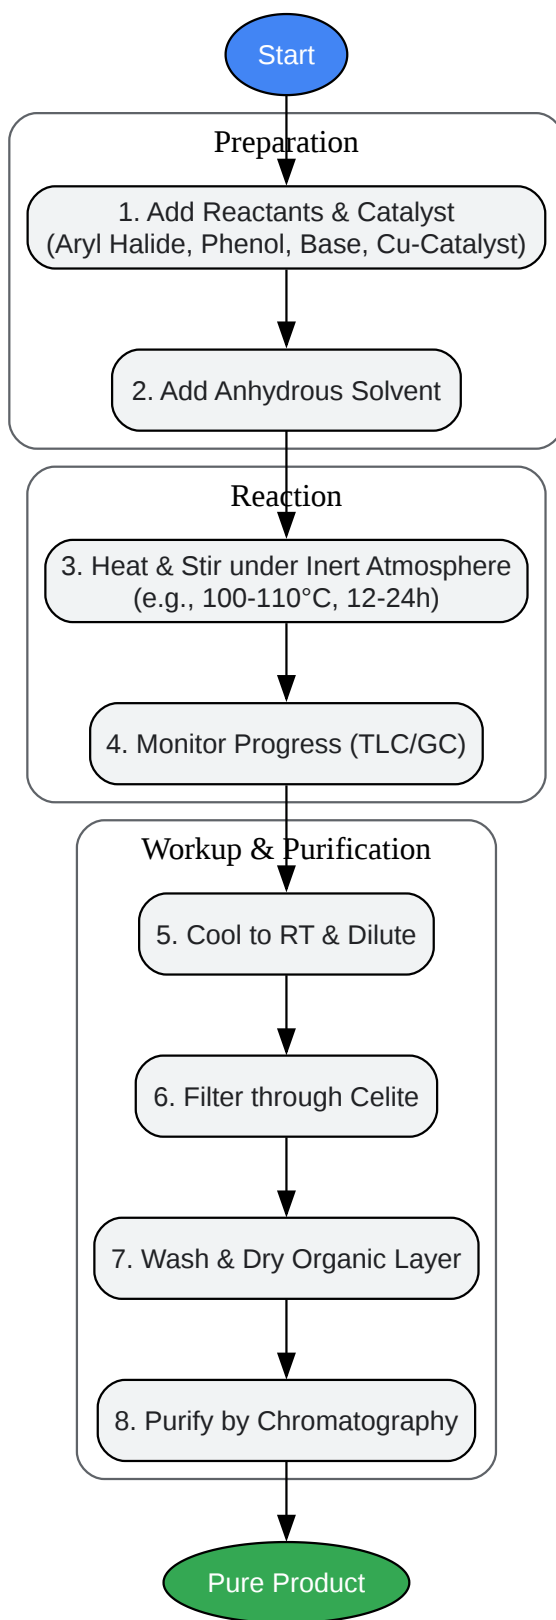 Start
Preparation
1. Add Reactants & Catalyst
(Aryl Halide, Phenol, Base, Cu-Catalyst)
2. Add Anhydrous Solvent
Reaction
3. Heat & Stir under Inert Atmosphere
(e.g., 100-110°C, 12-24h)
4. Monitor Progress (TLC/GC)
Workup & Purification
5. Cool to RT & Dilute
6. Filter through Celite
7. Wash & Dry Organic Layer
8. Purify by Chromatography
Pure Product